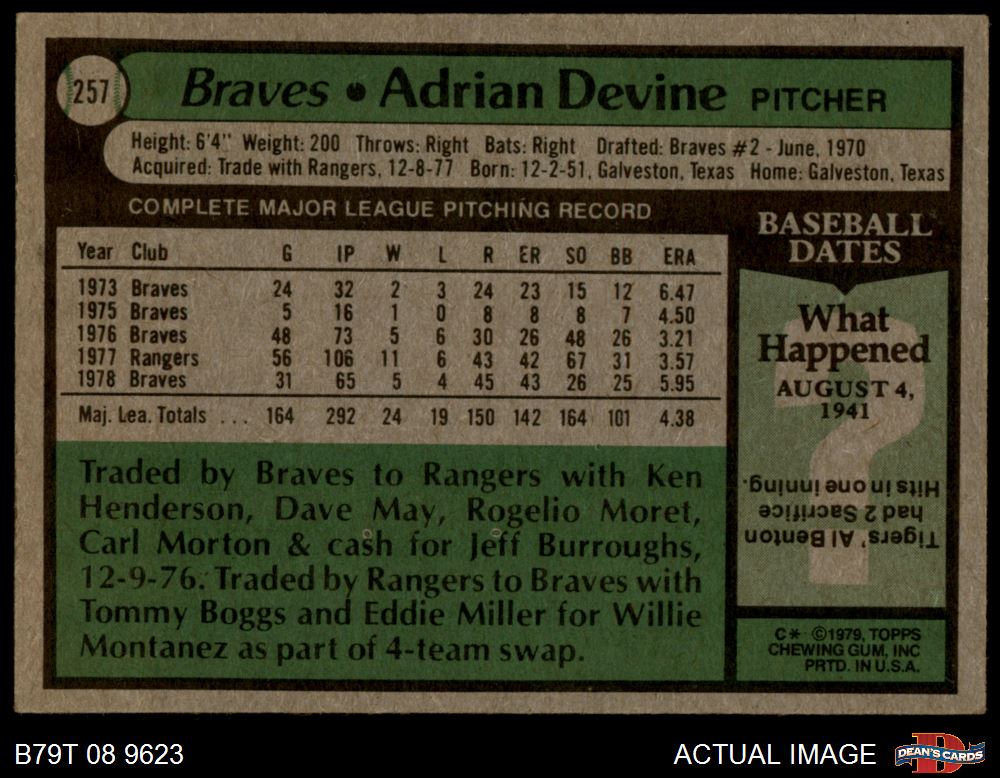 257
Braves • Adrian Devine PITCHER
Height: 6'4" Weight: 200 Throws: Right Bats: Right Drafted: Braves #2 - June, 1970
Acquired: Trade with Rangers, 12-8-77 Born: 12-2-51, Galveston, Texas Home: Galveston, Texas
COMPLETE MAJOR LEAGUE PITCHING RECORD
Year Club G IP W L R ER SO BB ERA
1973 Braves 24 32 2 3 24 23 15 12 6.47
1975 Braves 5 16 1 0 8 8 8 7 4.50
1976 Braves 48 73 5 6 30 26 48 26 3.21
1977 Rangers 56 106 11 6 43 42 67 31 3.57
1978 Braves 31 65 5 4 45 43 26 25 5.95
Maj. Lea. Totals ... 164 292 24 19 150 142 164 101 4.38
Traded by Braves to Rangers with Ken
Henderson, Dave May, Rogelio Moret,
Carl Morton & cash for Jeff Burroughs,
12-9-76. Traded by Rangers to Braves with
Tommy Boggs and Eddie Miller for Willie
Montanez as part of 4-team swap.
BASEBALL
DATES
What
Happened
AUGUST 4,
1941
?
Tigers' Al Benton
had 2 Sacrifice
Hits in one inning.
C* ©1979, TOPPS
CHEWING GUM, INC
PRTD. IN U.S.A.
B79T 08 9623
ACTUAL IMAGE
DEAN'S CARDS